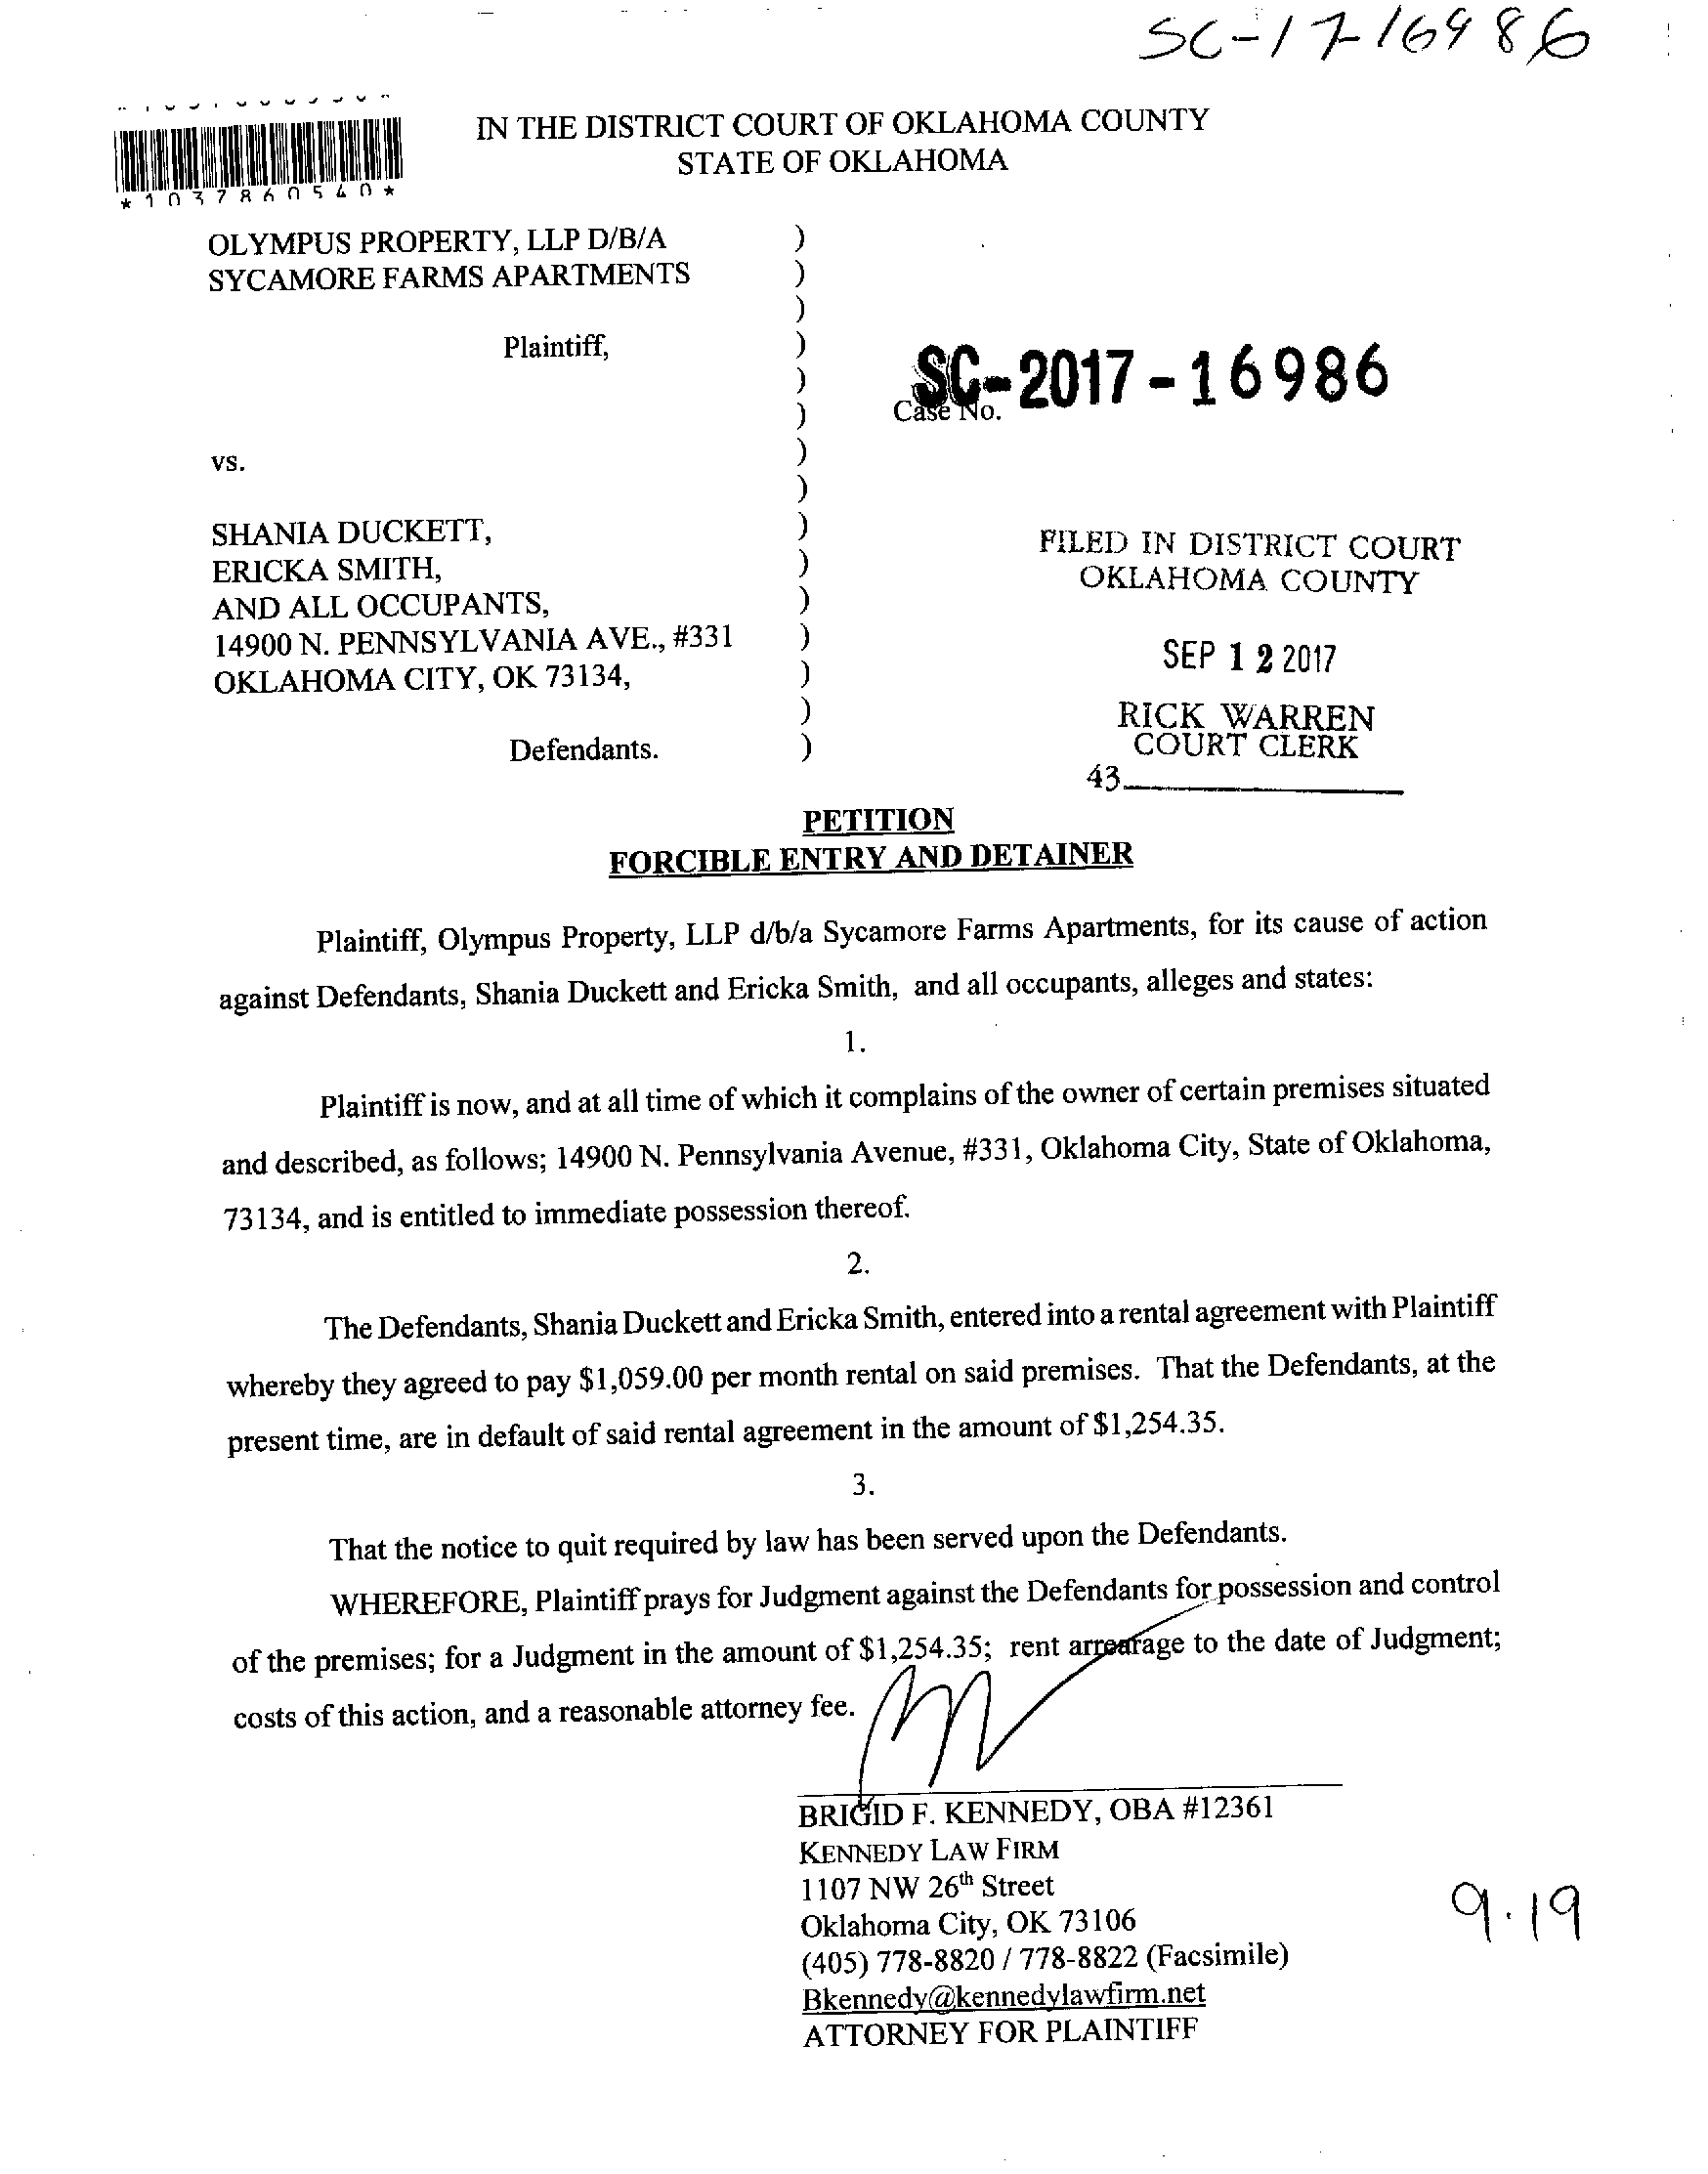 SC-17-16986
*1037860540*
IN THE DISTRICT COURT OF OKLAHOMA COUNTY
STATE OF OKLAHOMA
OLYMPUS PROPERTY, LLP D/B/A )
SYCAMORE FARMS APARTMENTS )
)
Plaintiff, )
)
SC-2017-16986
) Case No.
vs. )
)
SHANIA DUCKETT, )
FILED IN DISTRICT COURT
ERICKA SMITH, )
OKLAHOMA COUNTY
AND ALL OCCUPANTS, )
14900 N. PENNSYLVANIA AVE., #331 )
SEP 12 2017
OKLAHOMA CITY, OK 73134, )
)
RICK WARREN
Defendants. )
COURT CLERK
43
PETITION
FORCIBLE ENTRY AND DETAINER
Plaintiff, Olympus Property, LLP d/b/a Sycamore Farms Apartments, for its cause of action
against Defendants, Shania Duckett and Ericka Smith, and all occupants, alleges and states:
1.
Plaintiff is now, and at all time of which it complains of the owner of certain premises situated
and described, as follows; 14900 N. Pennsylvania Avenue, #331, Oklahoma City, State of Oklahoma,
73134, and is entitled to immediate possession thereof.
2.
The Defendants, Shania Duckett and Ericka Smith, entered into a rental agreement with Plaintiff
whereby they agreed to pay $1,059.00 per month rental on said premises. That the Defendants, at the
present time, are in default of said rental agreement in the amount of $1,254.35.
3.
That the notice to quit required by law has been served upon the Defendants.
WHEREFORE, Plaintiff prays for Judgment against the Defendants for possession and control
of the premises; for a Judgment in the amount of $1,254.35; rent arrearage to the date of Judgment;
costs of this action, and a reasonable attorney fee.
BRIGID F. KENNEDY, OBA #12361
KENNEDY LAW FIRM
1107 NW 26th Street
Oklahoma City, OK 73106
(405) 778-8820 / 778-8822 (Facsimile)
Bkennedy@kennedylawfirm.net
ATTORNEY FOR PLAINTIFF
9.19